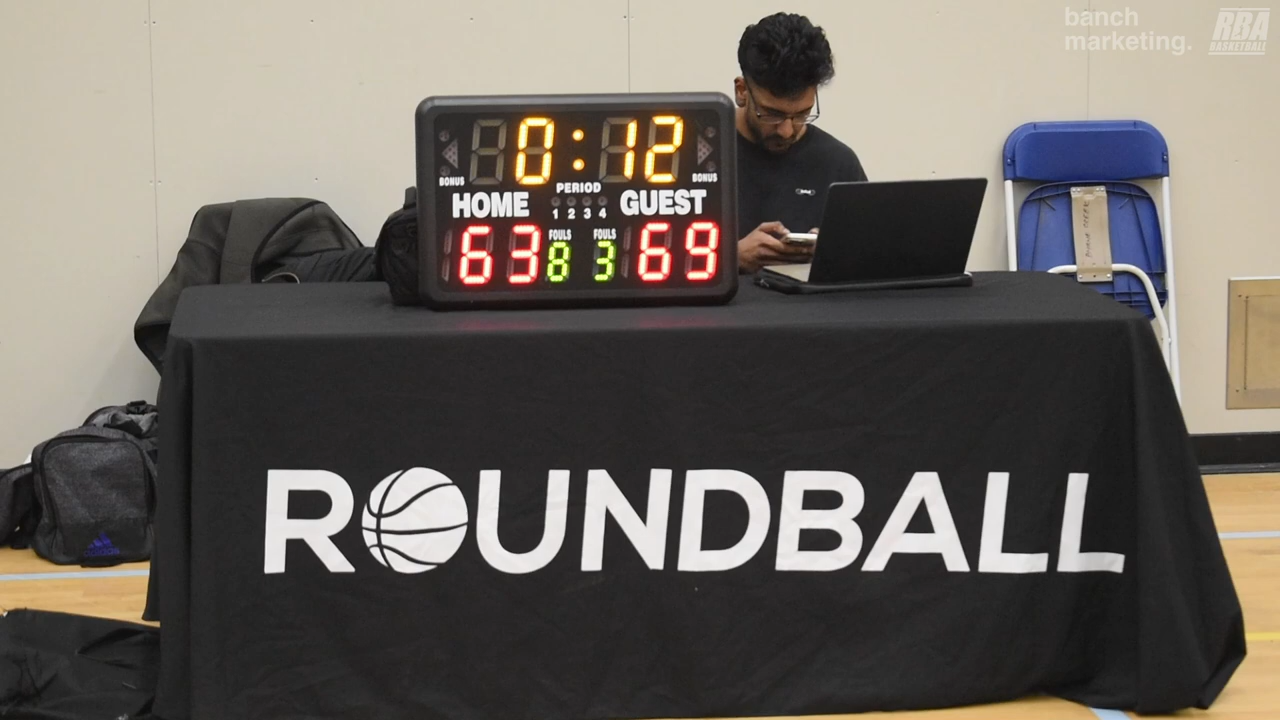 banch
marketing.
RBA
BASKETBALL
0:12
BONUS
BONUS
PERIOD
HOME
1 2 3 4
GUEST
FOULS
FOULS
63
8
3
69
ROUNDBALL
adidas